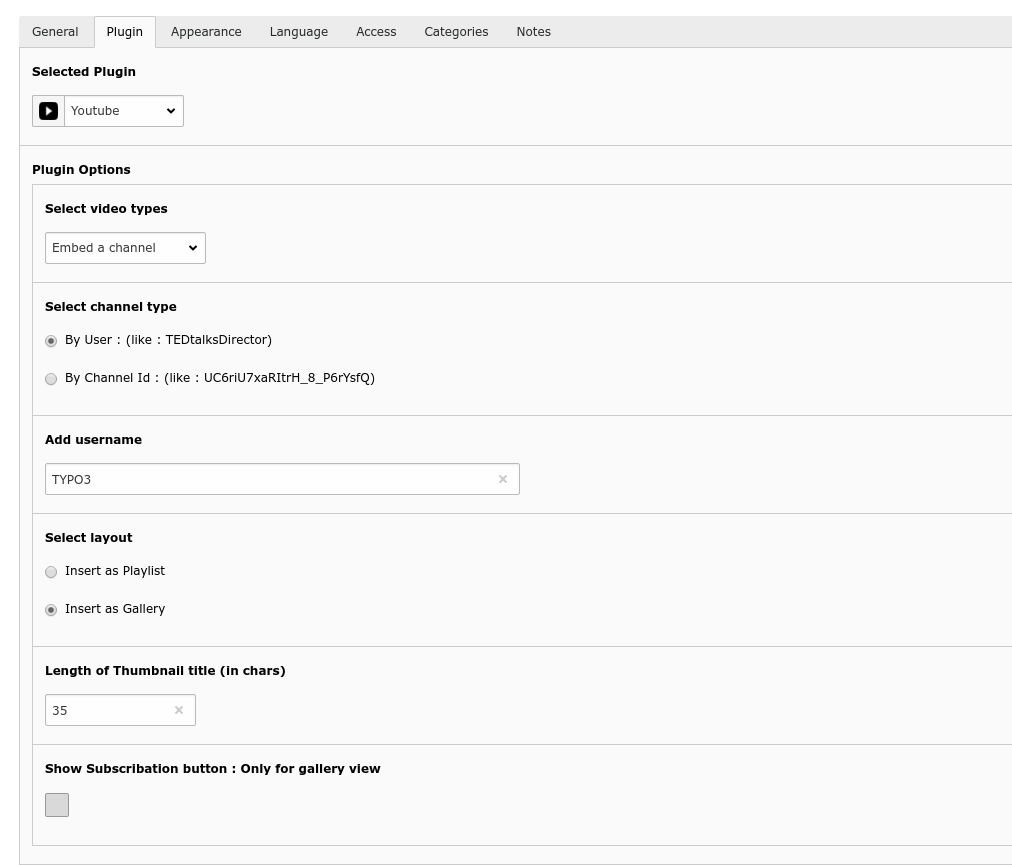 General Plugin Appearance Language Access Categories Notes
Selected Plugin
Youtube
Plugin Options
Select video types
Embed a channel
Select channel type
By User : (like : TEDtalksDirector)
By Channel Id : (like : UC6riU7xaRItrH_8_P6rYsfQ)
Add username
TYPO3
Select layout
Insert as Playlist
Insert as Gallery
Length of Thumbnail title (in chars)
35
Show Subscribation button : Only for gallery view